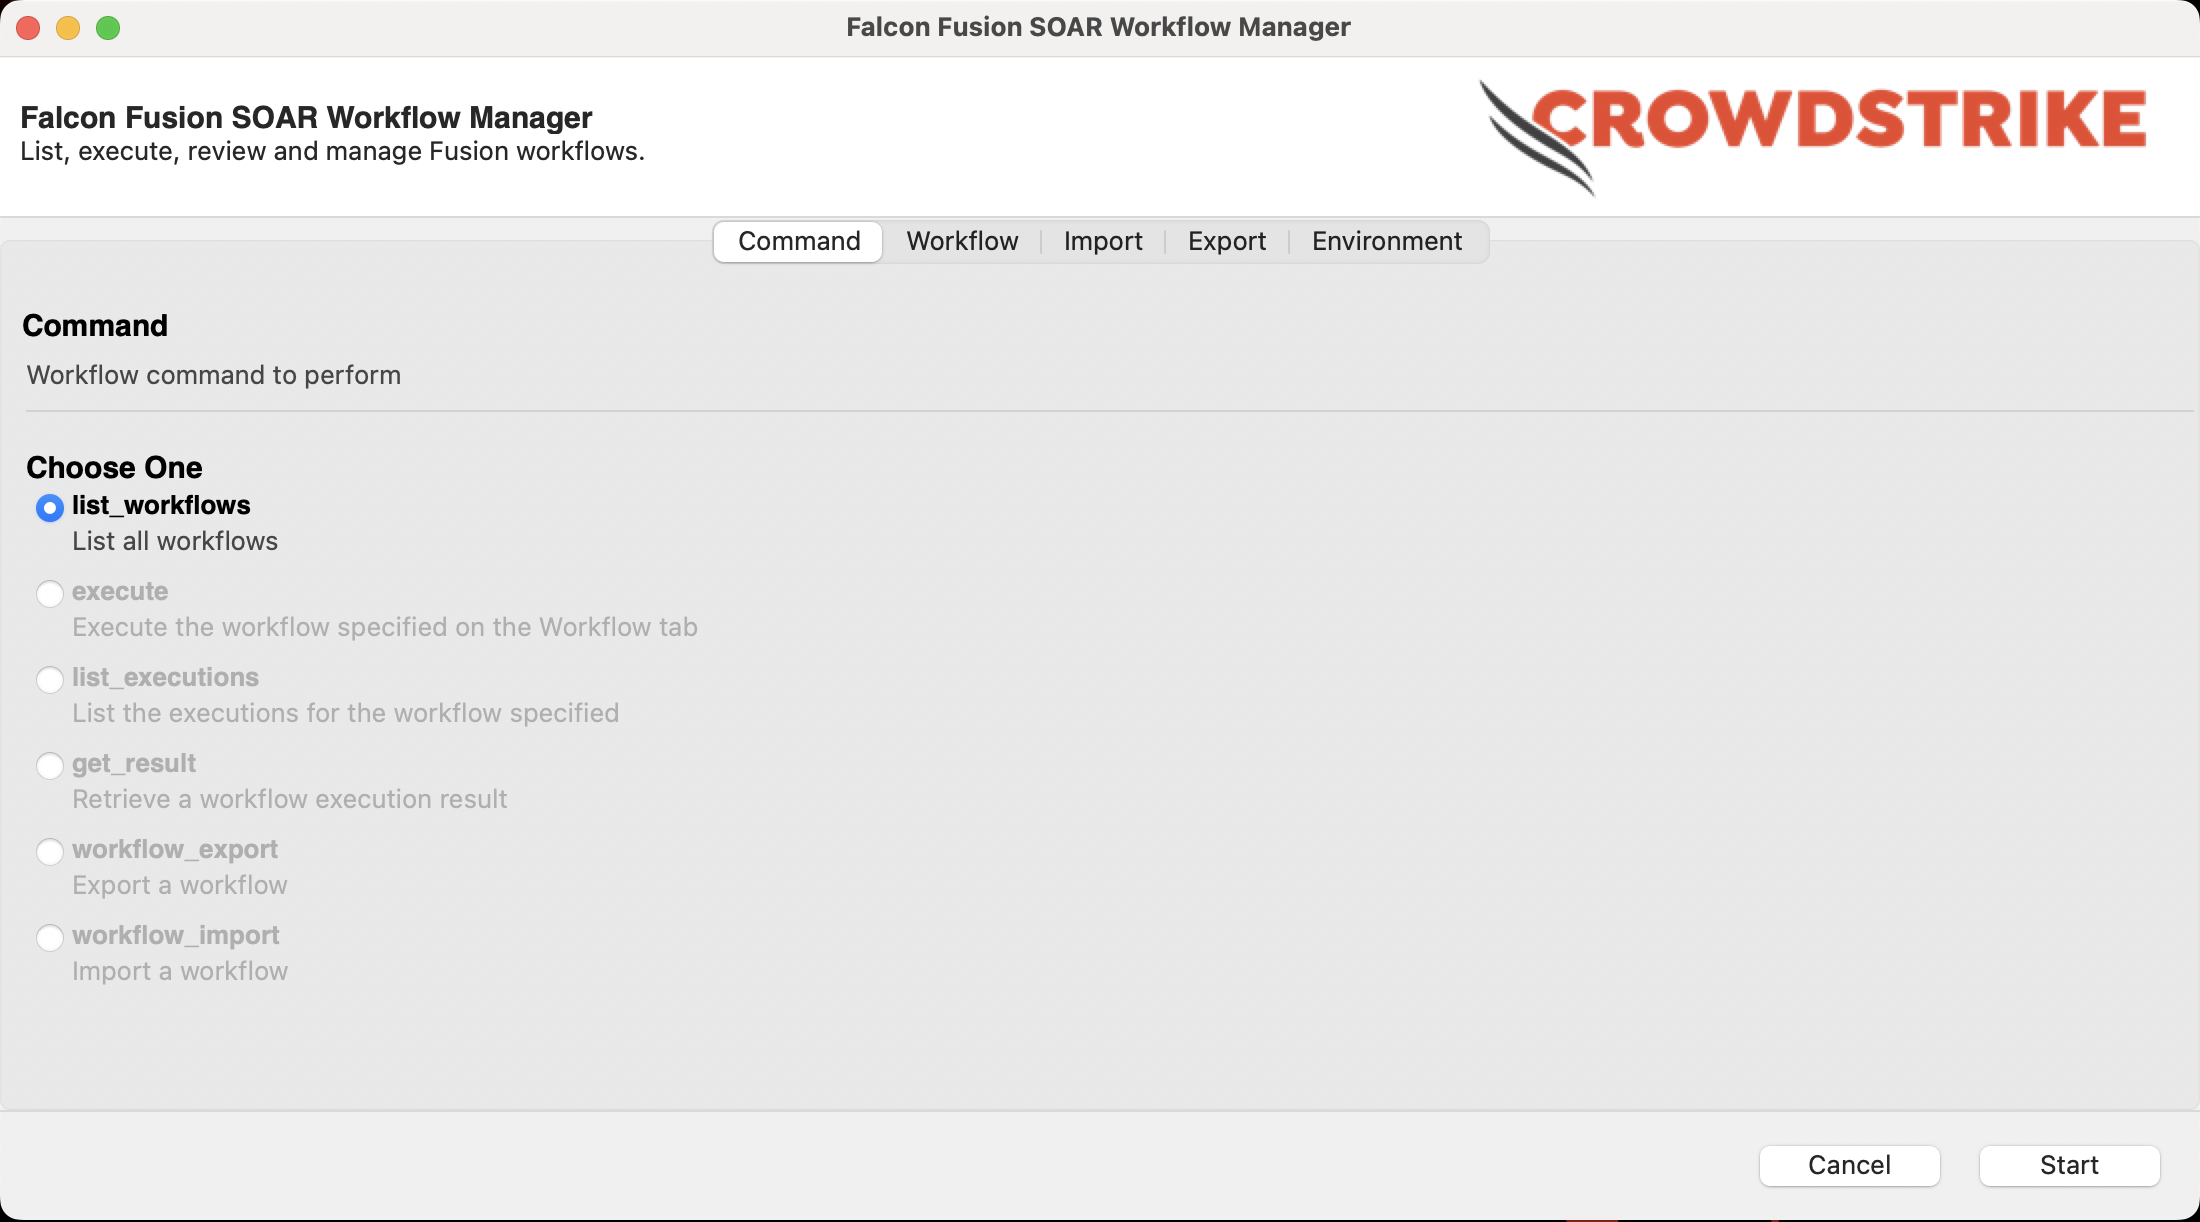 Falcon Fusion SOAR Workflow Manager
Falcon Fusion SOAR Workflow Manager
List, execute, review and manage Fusion workflows.
CROWDSTRIKE
Command
Workflow
Import
Export
Environment
Command
Workflow command to perform
Choose One
list_workflows
List all workflows
execute
Execute the workflow specified on the Workflow tab
list_executions
List the executions for the workflow specified
get_result
Retrieve a workflow execution result
workflow_export
Export a workflow
workflow_import
Import a workflow
Cancel
Start